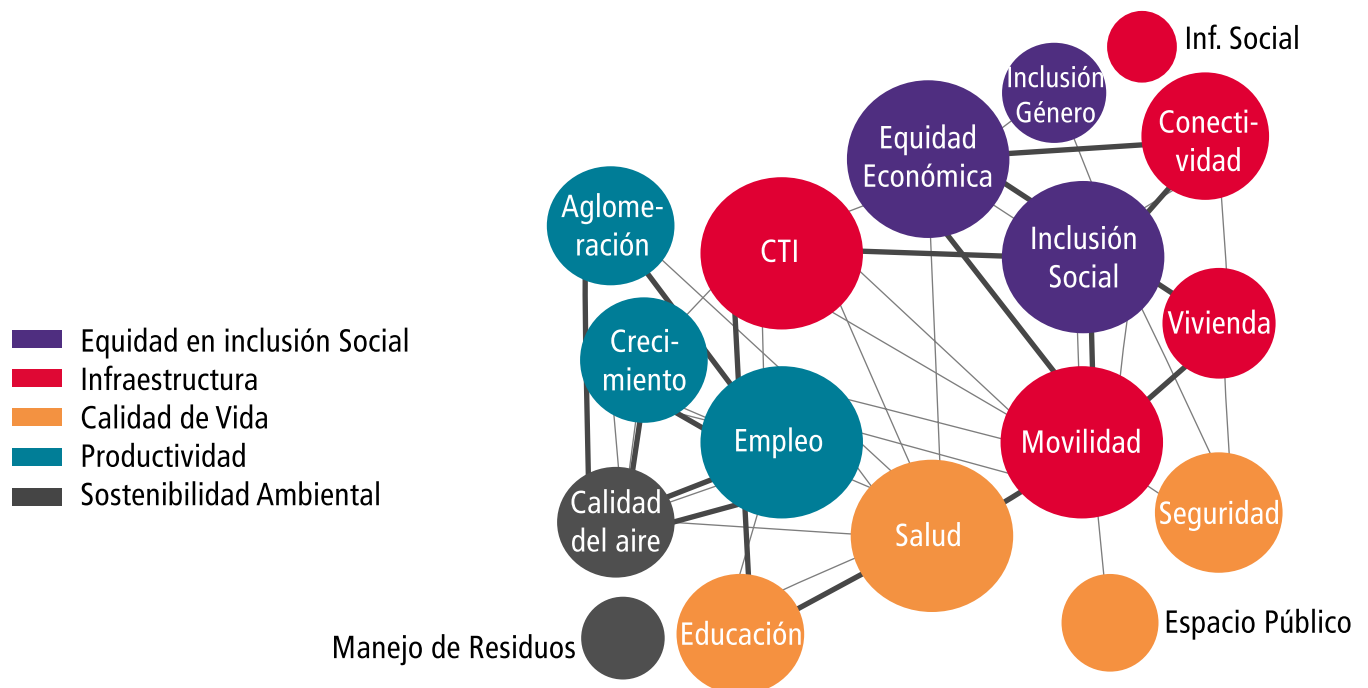 Inf. Social
Inclusión
Género
Equidad
Económica
Conecti-
vidad
Aglome-
ración
CTI
Inclusión
Social
Vivienda
Creci-
miento
Empleo
Movilidad
Calidad
del aire
Salud
Seguridad
Educación
Espacio Público
Manejo de Residuos
Equidad en inclusión Social
Infraestructura
Calidad de Vida
Productividad
Sostenibilidad Ambiental